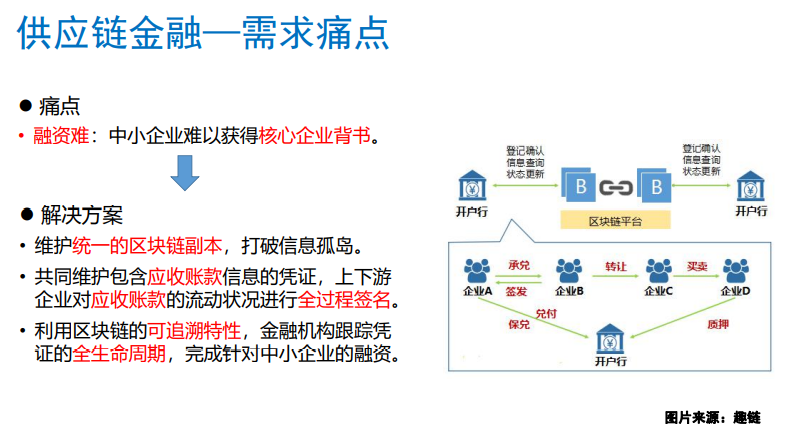 供应链金融—需求痛点
● 痛点
• 融资难：中小企业难以获得核心企业背书。
● 解决方案
• 维护统一的区块链副本，打破信息孤岛。
• 共同维护包含应收账款信息的凭证，上下游
企业对应收账款的流动状况进行全过程签名。
• 利用区块链的可追溯特性，金融机构跟踪凭
证的全生命周期，完成针对中小企业的融资。
登记确认
信息查询
状态更新
登记确认
信息查询
状态更新
开户行
B
B
开户行
区块链平台
承兑
转让
买卖
企业A
签发
企业B
企业C
企业D
兑付
保兑
质押
开户行
图片来源：趣链